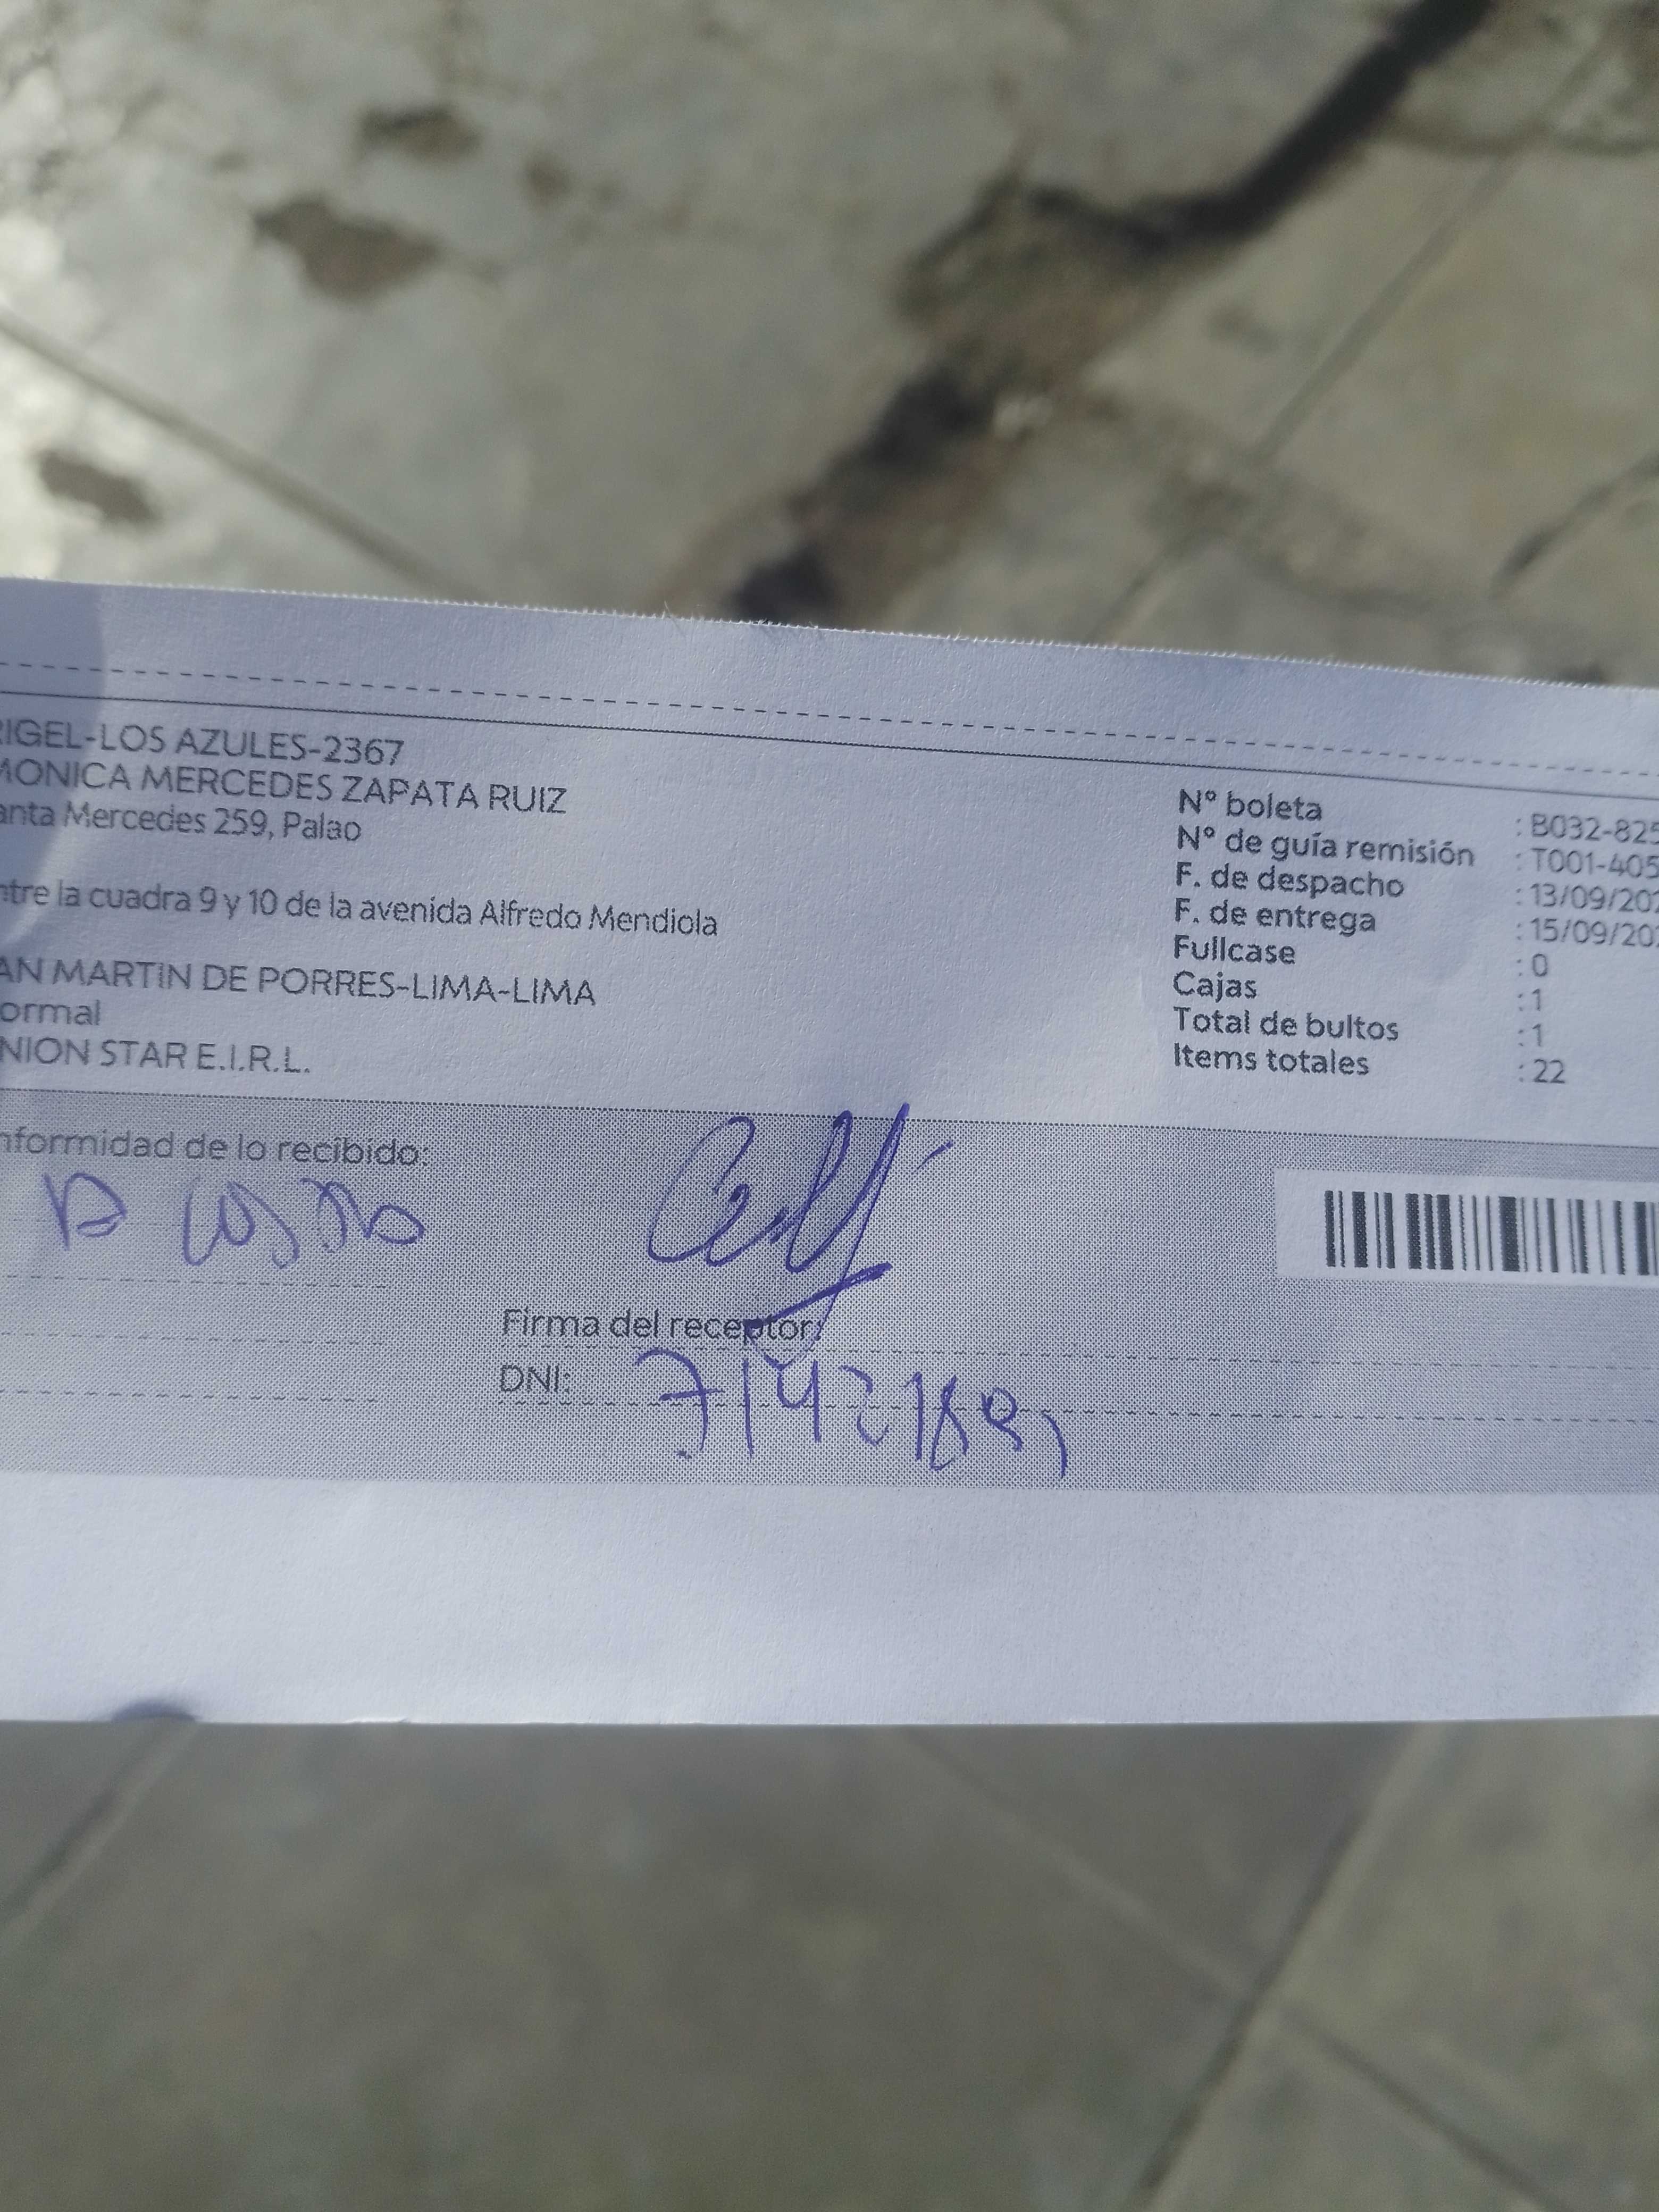 RIGEL-LOS AZULES-2367
MONICA MERCEDES ZAPATA RUIZ
anta Mercedes 259, Palao
ntre la cuadra 9 y 10 de la avenida Alfredo Mendiola
AN MARTIN DE PORRES-LIMA-LIMA
ormal
NION STAR E.I.R.L.
N° boleta : B032-825
N° de guía remisión : T001-405
F. de despacho : 13/09/202
F. de entrega : 15/09/202
Fullcase : 0
Cajas : 1
Total de bultos : 1
Items totales : 22
nformidad de lo recibido:
Firma del receptor:
DNI: